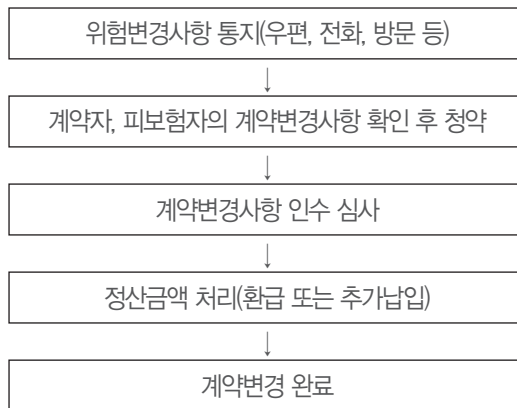 위험변경사항 통지(우편, 전화, 방문 등)
↓
계약자, 피보험자의 계약변경사항 확인 후 청약
↓
계약변경사항 인수 심사
↓
정산금액 처리(환급 또는 추가납입)
↓
계약변경 완료